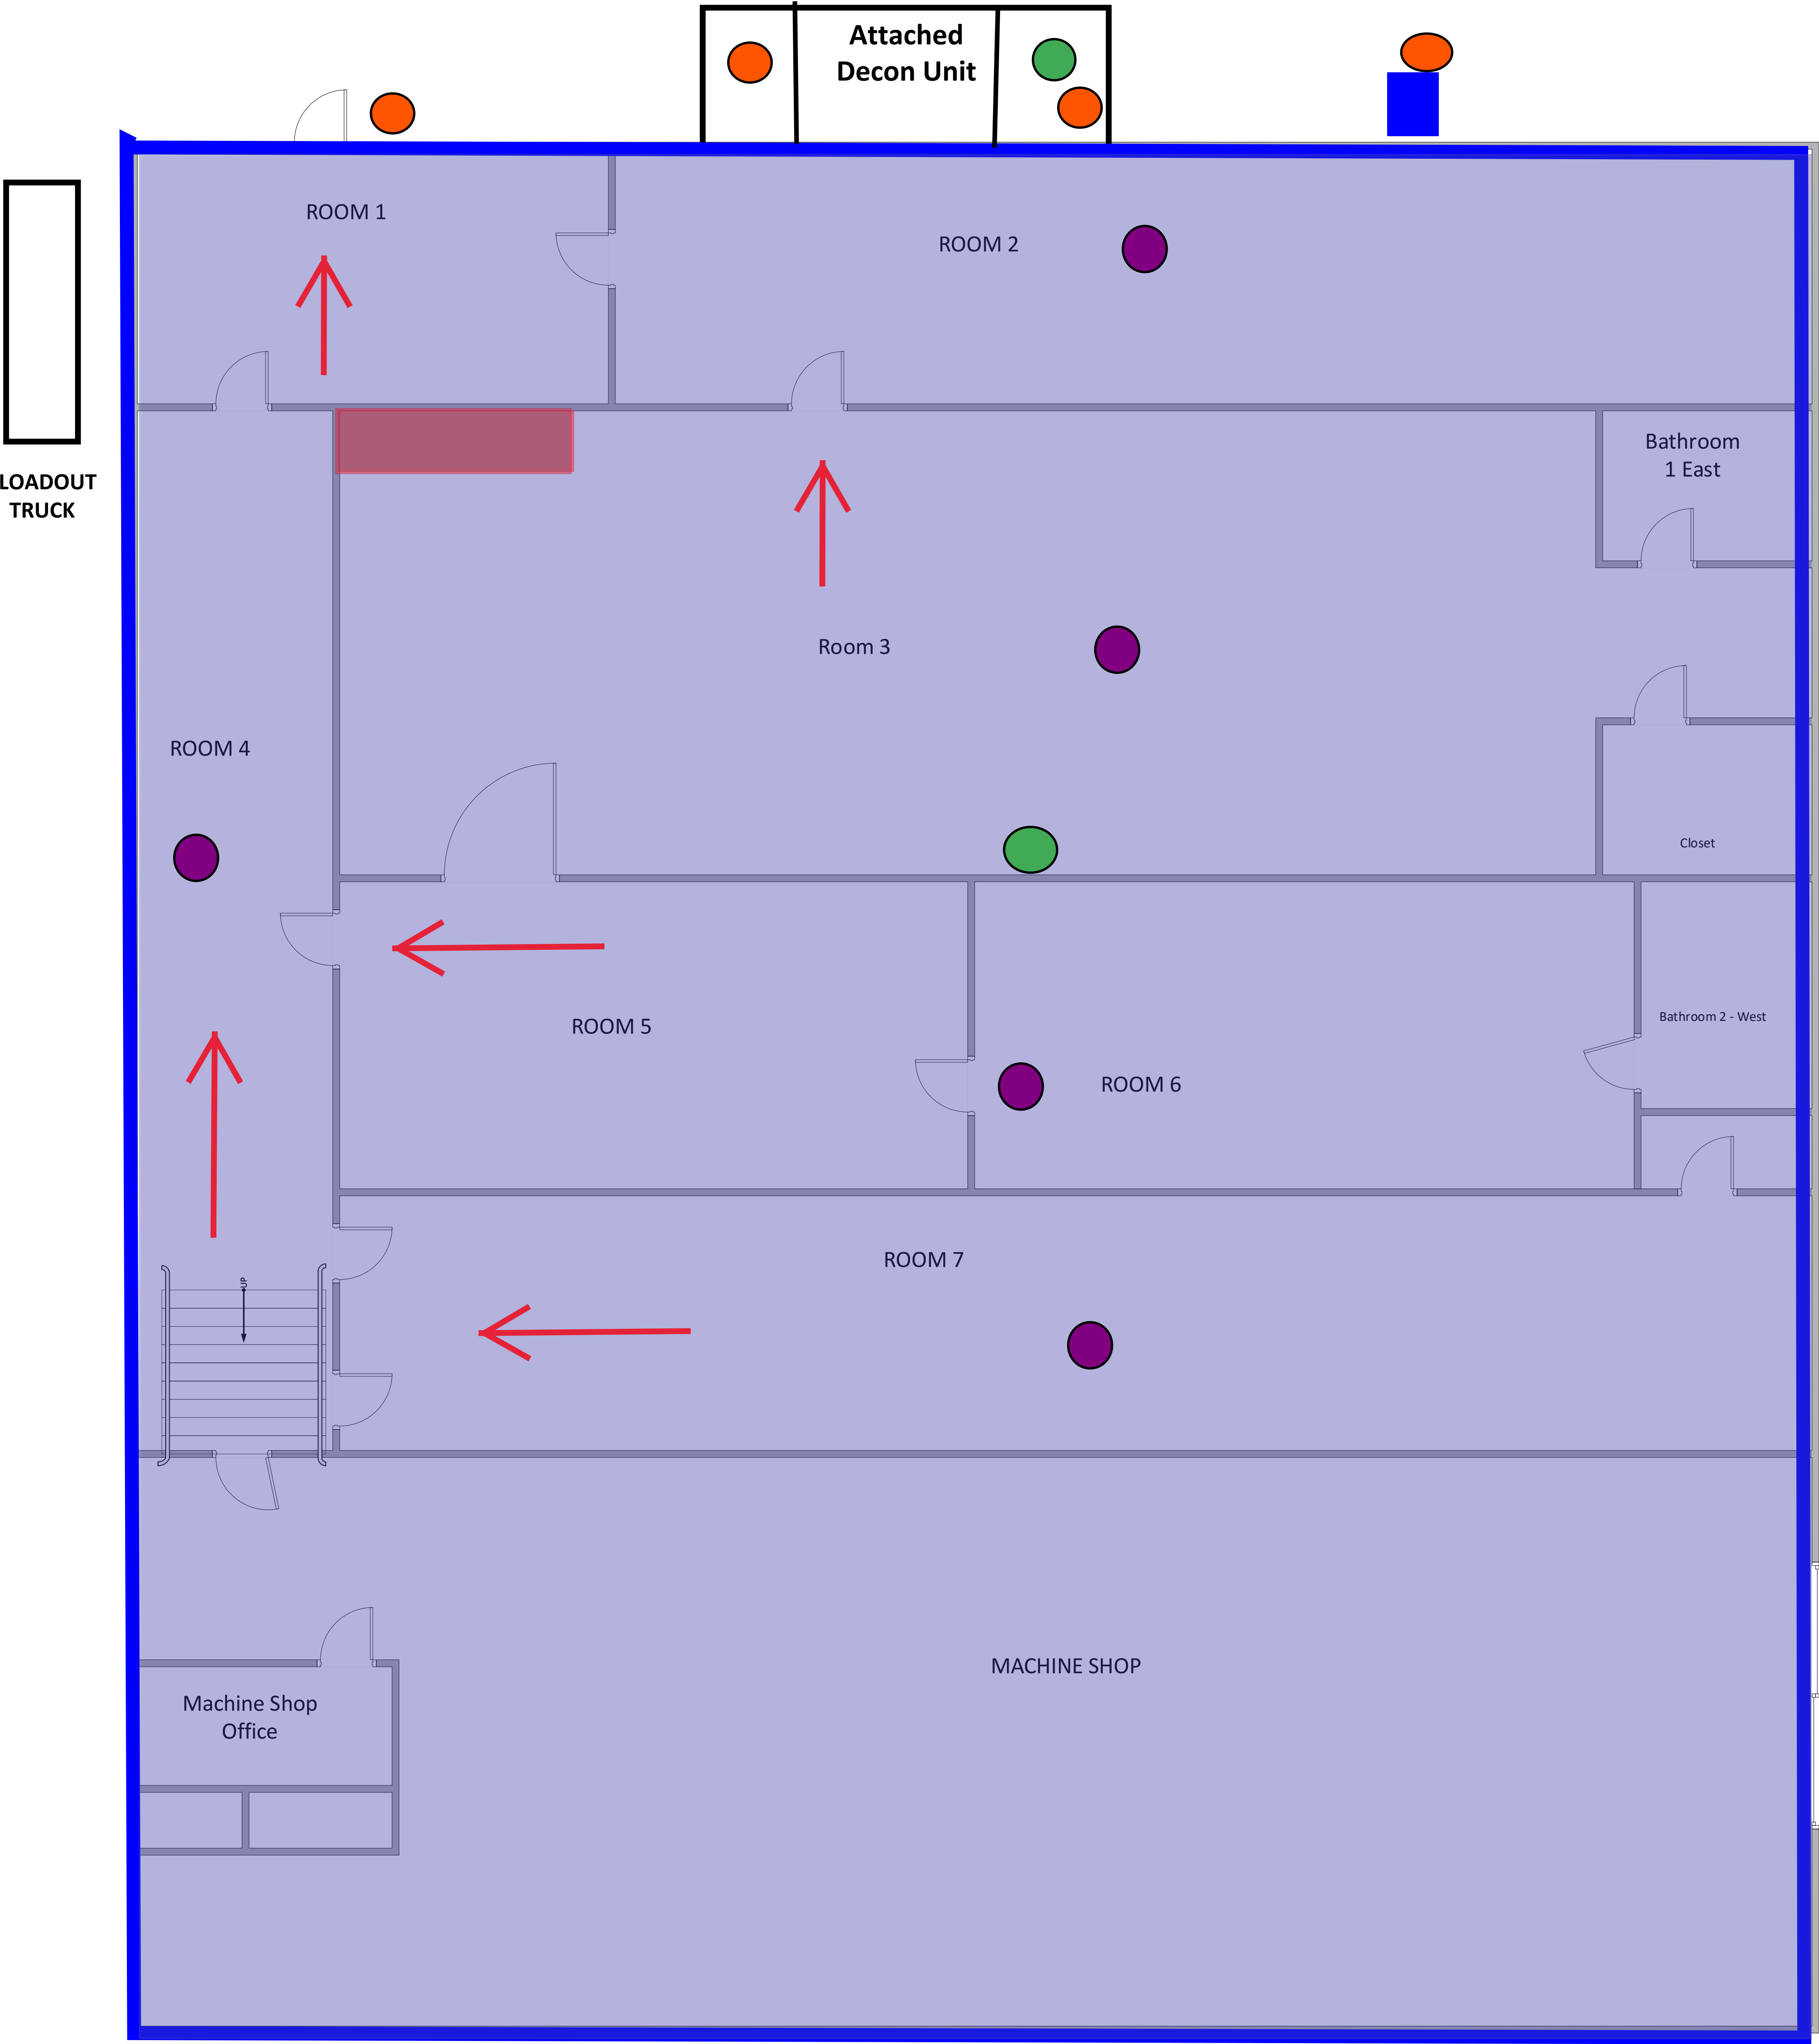 Attached
Decon Unit
ROOM 1
ROOM 2
Bathroom
1 East
LOADOUT
TRUCK
Room 3
ROOM 4
Closet
Bathroom 2 - West
ROOM 5
ROOM 6
ROOM 7
UP
MACHINE SHOP
Machine Shop
Office